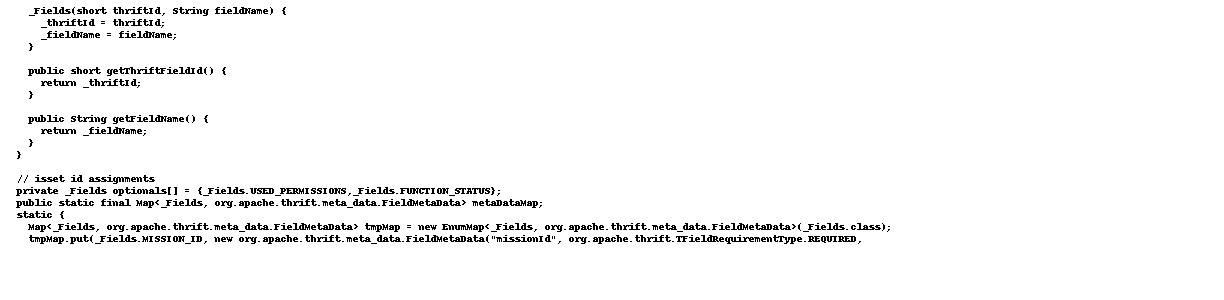 _Fields(short thriftId, String fieldName) {
_thriftId = thriftId;
_fieldName = fieldName;
}
public short getThriftFieldId() {
return _thriftId;
}
public String getFieldName() {
return _fieldName;
}
}
// isset id assignments
private _Fields optionals[] = {_Fields.USED_PERMISSIONS,_Fields.FUNCTION_STATUS};
public static final Map<_Fields, org.apache.thrift.meta_data.FieldMetaData> metaDataMap;
static {
Map<_Fields, org.apache.thrift.meta_data.FieldMetaData> tmpMap = new EnumMap<_Fields, org.apache.thrift.meta_data.FieldMetaData>(_Fields.class);
tmpMap.put(_Fields.MISSION_ID, new org.apache.thrift.meta_data.FieldMetaData("missionId", org.apache.thrift.TFieldRequirementType.REQUIRED,